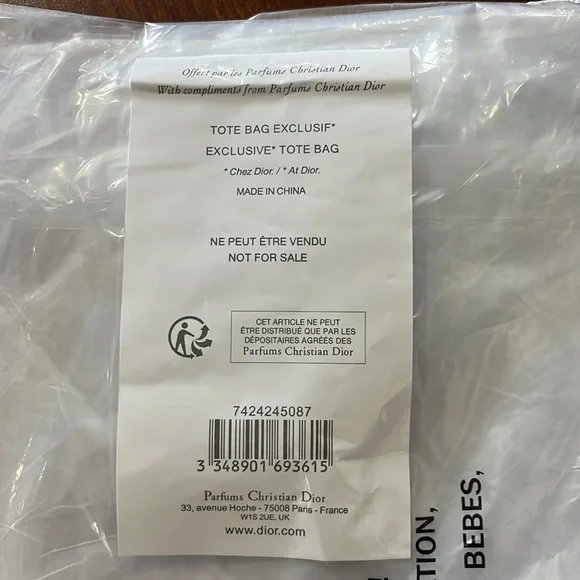 Offert par les Parfums Christian Dior
With compliments from Parfums Christian Dior
TOTE BAG EXCLUSIF*
EXCLUSIVE* TOTE BAG
* Chez Dior. / * At Dior.
MADE IN CHINA
NE PEUT ÊTRE VENDU
NOT FOR SALE
CET ARTICLE NE PEUT
ÊTRE DISTRIBUÉ QUE PAR LES
DÉPOSITAIRES AGRÉÉS DES
Parfums Christian Dior
7424245087
3 348901 693615
Parfums Christian Dior
33, avenue Hoche - 75008 Paris - France
W1S 2UE, UK
www.dior.com
TION,
BEBES,